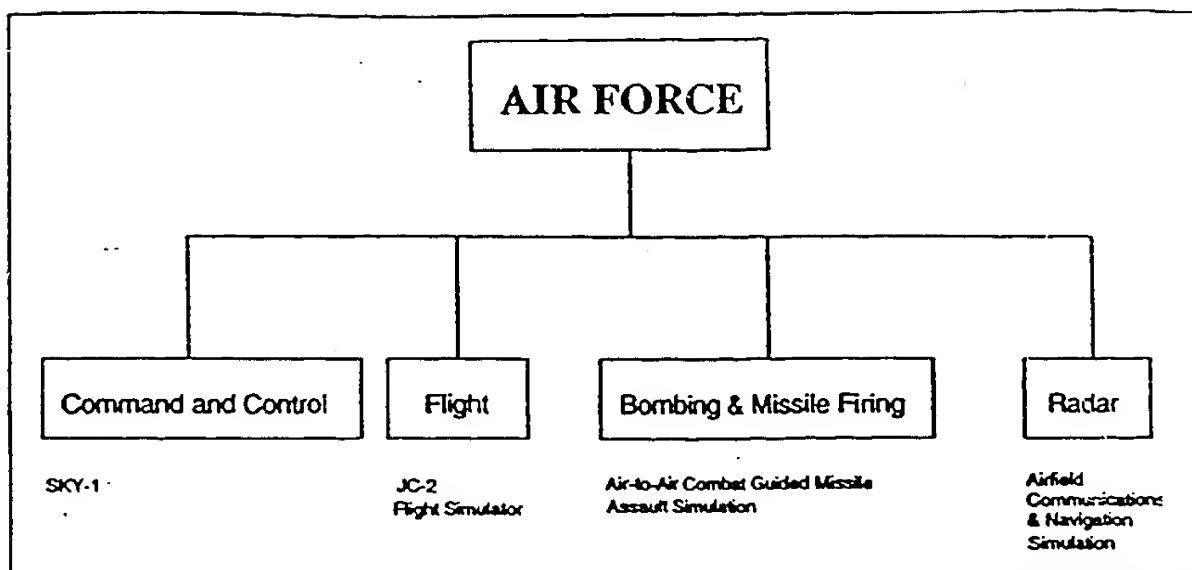 AIR FORCE
Command and Control
Flight
Bombing & Missile Firing
Radar
SKY-1
JC-2
Flight Simulator
Air-to-Air Combat Guided Missile
Assault Simulation
Airfield
Communications
& Navigation
Simulation